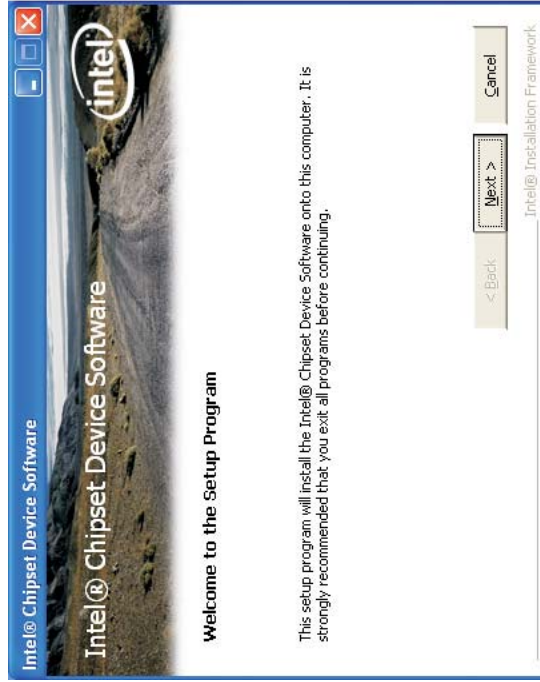 Intel® Chipset Device Software
Intel® Chipset Device Software
intel
Welcome to the Setup Program
This setup program will install the Intel® Chipset Device Software onto this computer. It is
strongly recommended that you exit all programs before continuing.
< Back
Next >
Cancel
Intel® Installation Framework